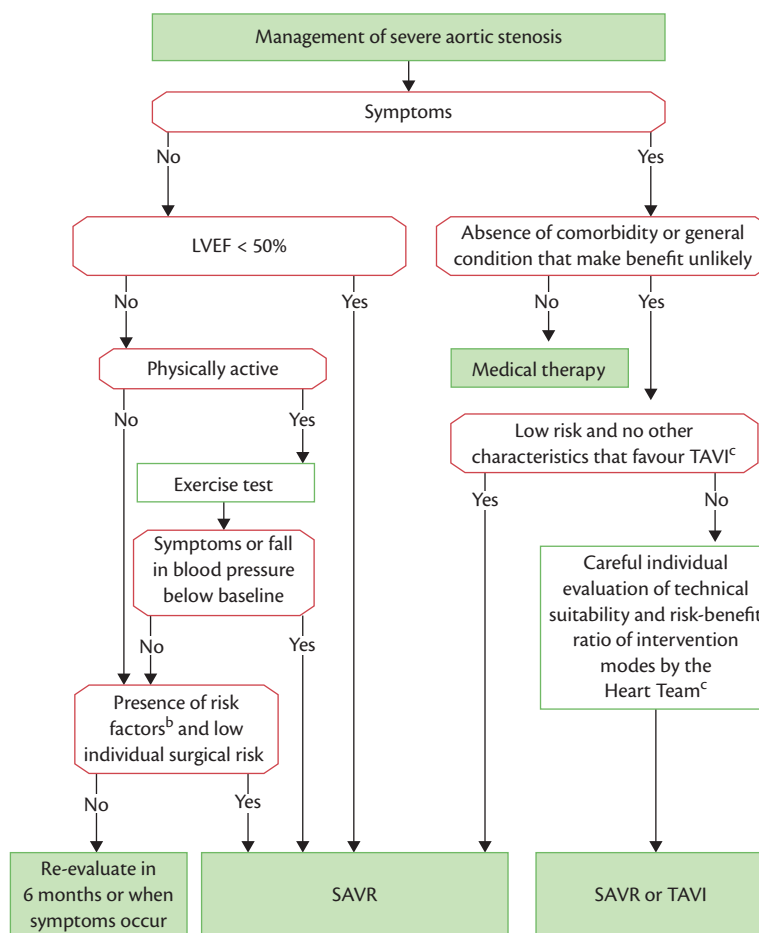 Management of severe aortic stenosis
Symptoms
No
Yes
LVEF < 50%
Absence of comorbidity or general
condition that make benefit unlikely
No
Yes
No
Yes
Physically active
Medical therapy
No
Yes
Low risk and no other
characteristics that favour TAVIᶜ
Exercise test
Yes
No
Symptoms or fall
in blood pressure
below baseline
Careful individual
evaluation of technical
suitability and risk-benefit
ratio of intervention
modes by the
Heart Teamᶜ
No
Yes
Presence of risk
factorsᵇ and low
individual surgical risk
No
Yes
Re-evaluate in
6 months or when
symptoms occur
SAVR
SAVR or TAVI